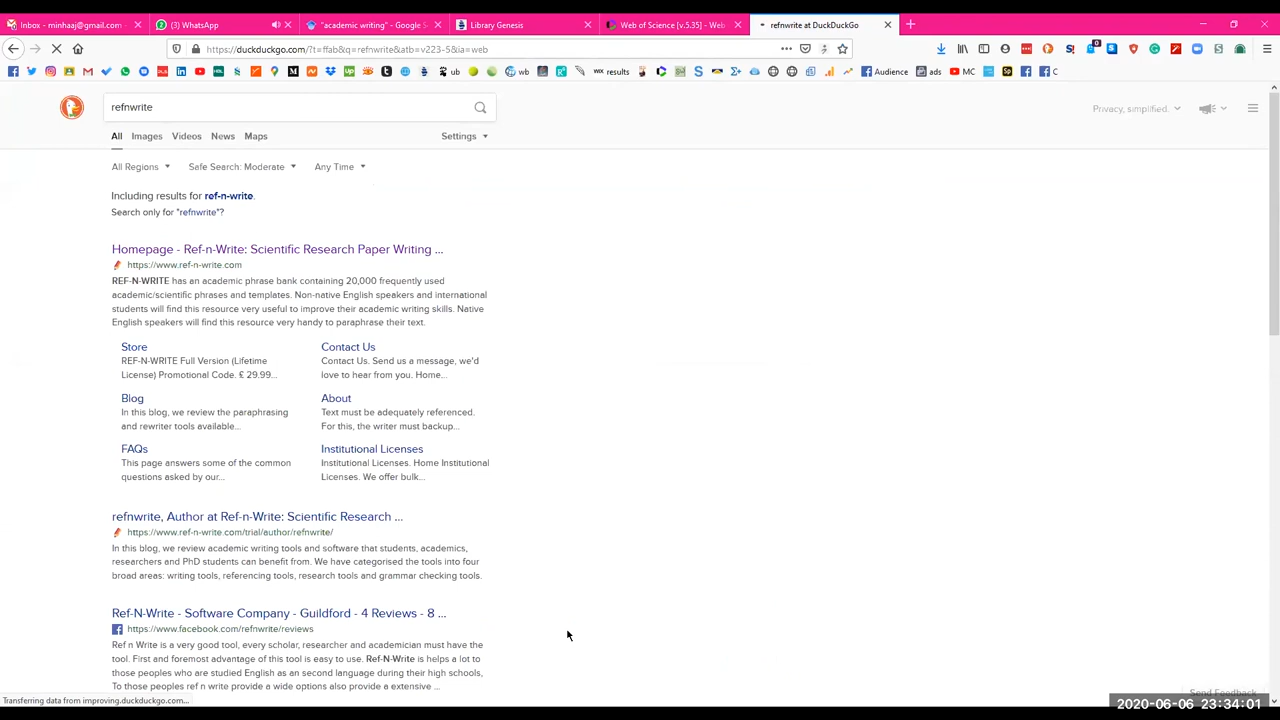 Inbox - minhaaj@gmail.com -
(3) WhatsApp
"academic writing" - Google S
Library Genesis
Web of Science [v.5.35] - Web
refnwrite at DuckDuckGo
https://duckduckgo.com/?t=ffab&q=refnwrite&atb=v223-5&ia=web
ub
wb
results
Audience
ads
MC
C
refnwrite
Privacy, simplified.
All
Images
Videos
News
Maps
Settings
All Regions
Safe Search: Moderate
Any Time
Including results for ref-n-write.
Search only for "refnwrite"?
Homepage - Ref-n-Write: Scientific Research Paper Writing ...
https://www.ref-n-write.com
REF-N-WRITE has an academic phrase bank containing 20,000 frequently used
academic/scientific phrases and templates. Non-native English speakers and international
students will find this resource very useful to improve their academic writing skills. Native
English speakers will find this resource very handy to paraphrase their text.
Store
REF-N-WRITE Full Version (Lifetime
License) Promotional Code. £ 29.99...
Contact Us
Contact Us. Send us a message, we'd
love to hear from you. Home...
Blog
In this blog, we review the paraphrasing
and rewriter tools available...
About
Text must be adequately referenced.
For this, the writer must backup...
FAQs
This page answers some of the common
questions asked by our...
Institutional Licenses
Institutional Licenses. Home Institutional
Licenses. We offer bulk...
refnwrite, Author at Ref-n-Write: Scientific Research ...
https://www.ref-n-write.com/trial/author/refnwrite/
In this blog, we review academic writing tools and software that students, academics,
researchers and PhD students can benefit from. We have categorised the tools into four
broad areas: writing tools, referencing tools, research tools and grammar checking tools.
Ref-N-Write - Software Company - Guildford - 4 Reviews - 8 ...
https://www.facebook.com/refnwrite/reviews
Ref n Write is a very good tool, every scholar, researcher and academician must have the
tool. First and foremost advantage of this tool is easy to use. Ref-N-Write is helps a lot to
those peoples who are studied English as an second language during their high schools,
To those peoples ref n write provide a wide options also provide a extensive ...
Transferring data from improving.duckduckgo.com...
Send Feedback
2020-06-06 23:34:01